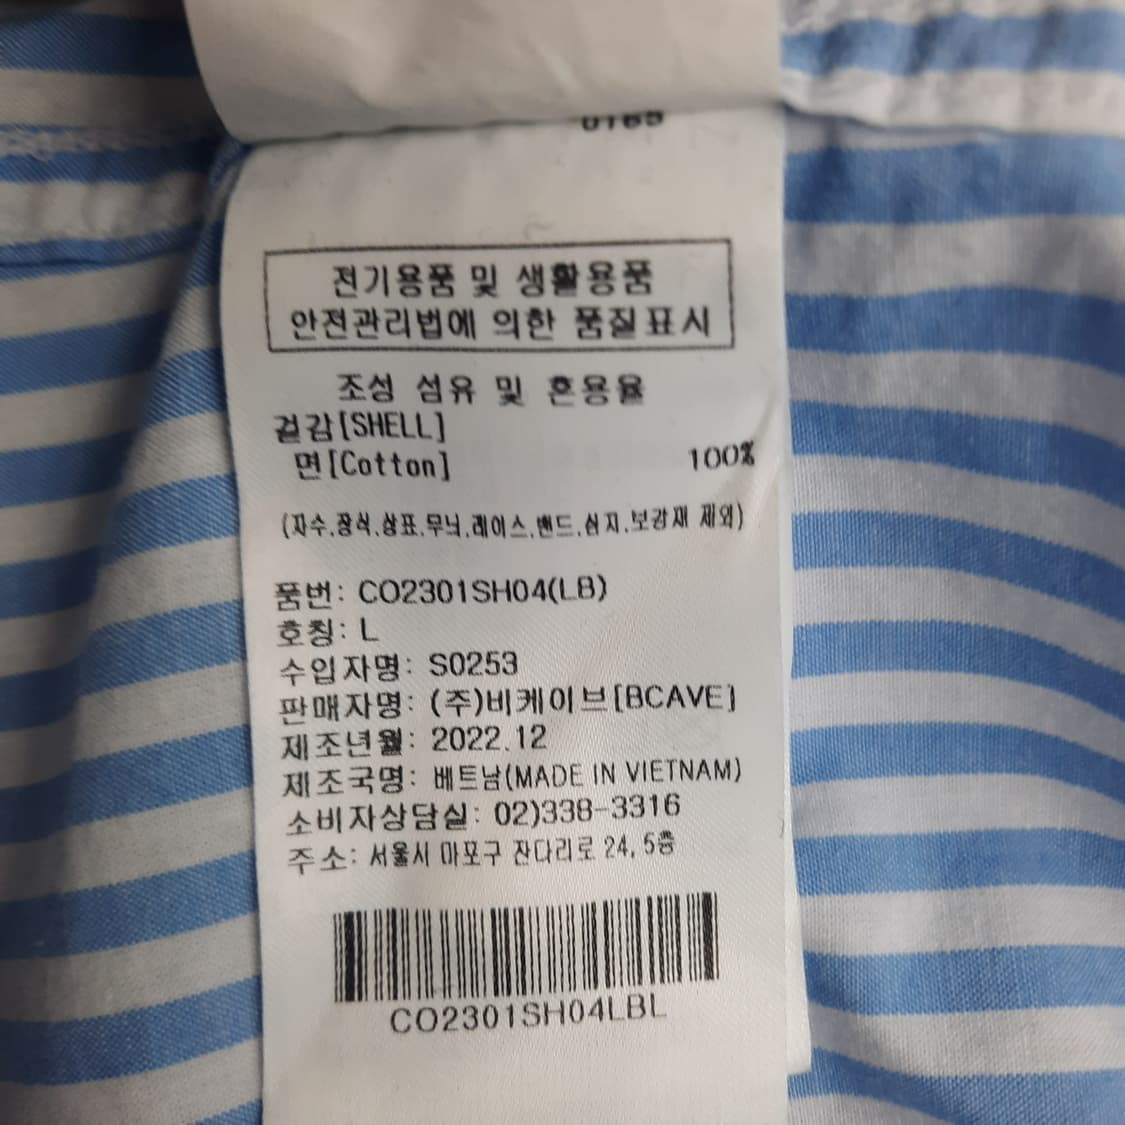 전기용품 및 생활용품
안전관리법에 의한 품질표시
조성 섬유 및 혼용율
겉감[SHELL]
면[Cotton] 100%
(자수.장식.상표.무늬.레이스.밴드.심지.보강재 제외)
품번: CO2301SH04(LB)
호칭: L
수입자명: S0253
판매자명: (주)비케이브[BCAVE]
제조년월: 2022.12
제조국명: 베트남(MADE IN VIETNAM)
소비자상담실: 02)338-3316
주소: 서울시 마포구 잔다리로 24, 5층
CO2301SH04LBL